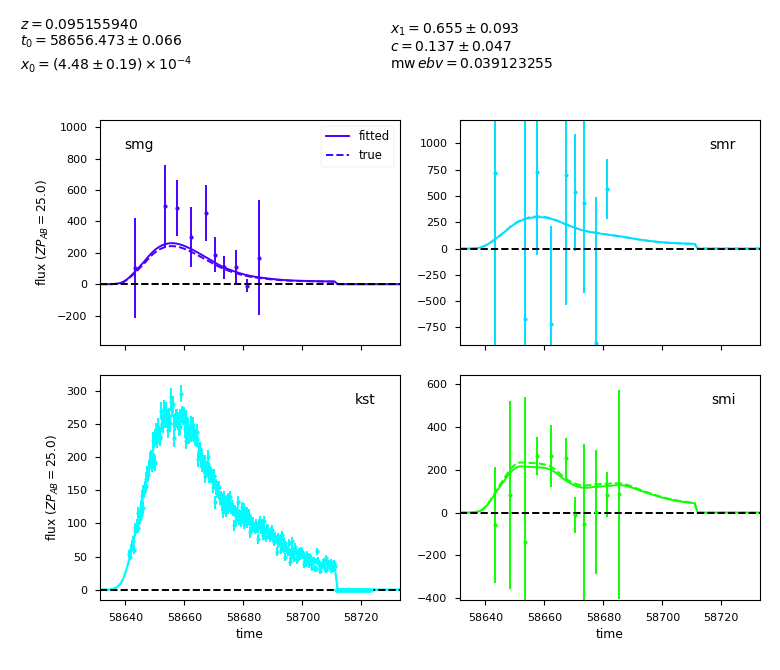 z = 0.095155940
t₀ = 58656.473 ± 0.066
x₀ = (4.48 ± 0.19) × 10⁻⁴
x₁ = 0.655 ± 0.093
c = 0.137 ± 0.047
mw ebv = 0.039123255
smg
fitted
true
1000
800
600
400
200
0
−200
flux (ZP_AB = 25.0)
smr
1000
750
500
250
0
−250
−500
−750
kst
300
250
200
150
100
50
0
flux (ZP_AB = 25.0)
58640
58660
58680
58700
58720
time
smi
600
400
200
0
−200
−400
58640
58660
58680
58700
58720
time